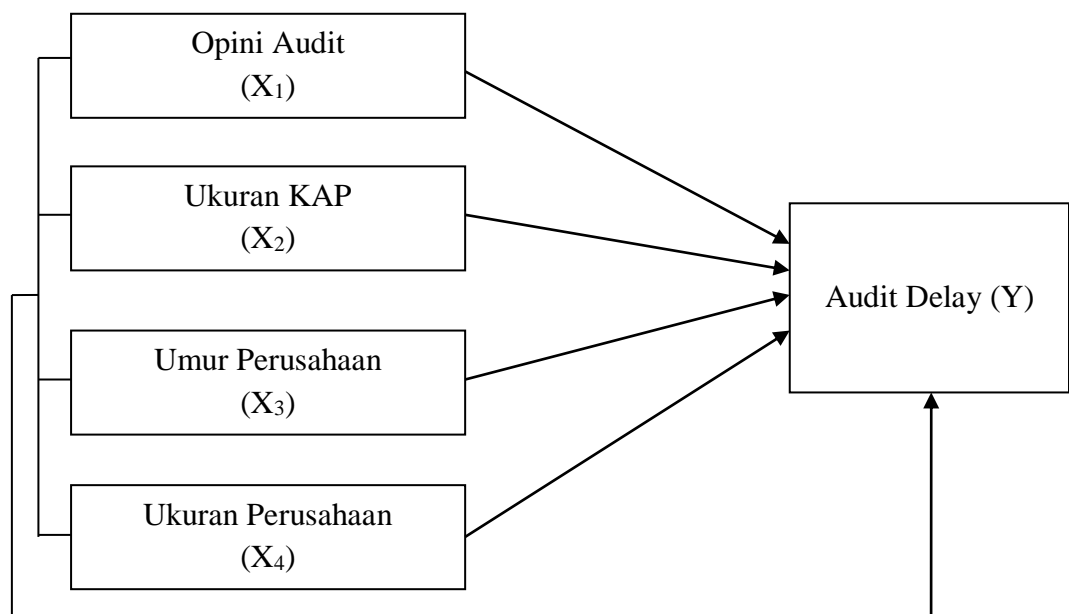 Opini Audit
(X₁)
Ukuran KAP
(X₂)
Umur Perusahaan
(X₃)
Ukuran Perusahaan
(X₄)
Audit Delay (Y)